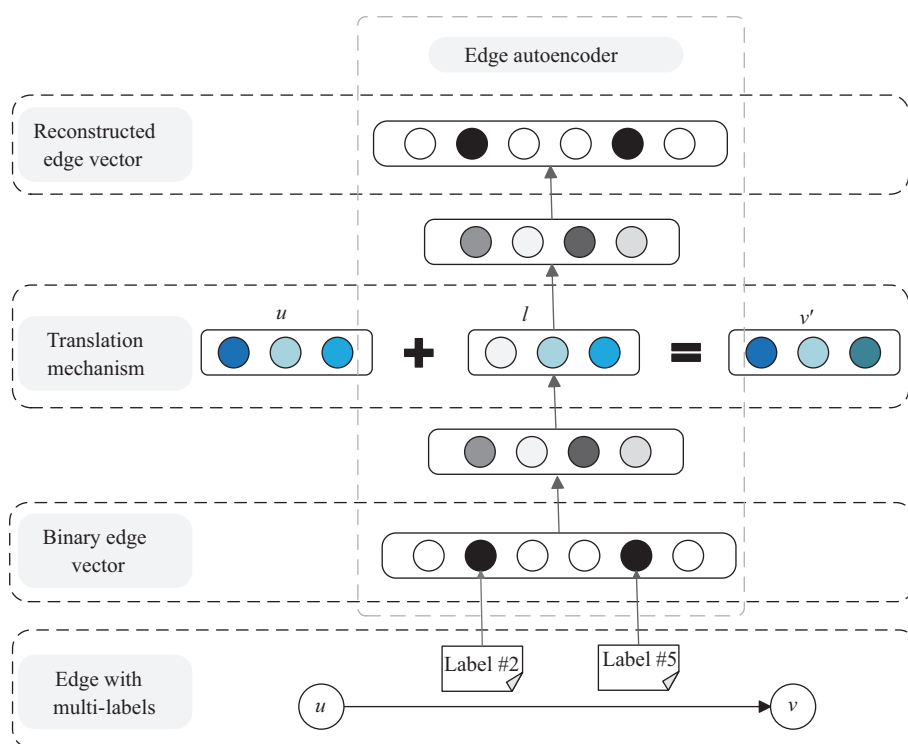 Edge autoencoder
Reconstructed
edge vector
u
l
v′
Translation
mechanism
Binary edge
vector
Label #2
Label #5
Edge with
multi-labels
u
v